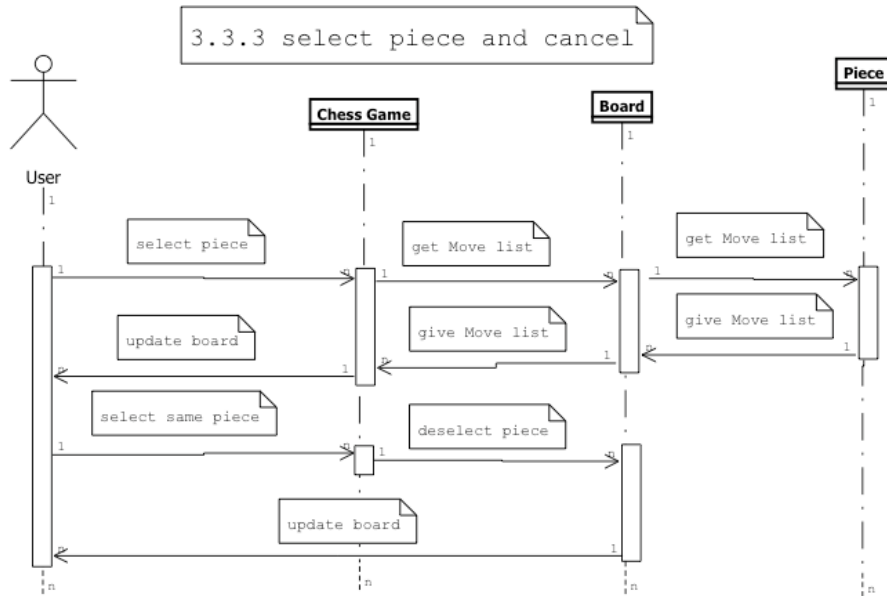 3.3.3 select piece and cancel
Piece
Chess Game
Board
1
1
1
User
1
select piece
get Move list
get Move list
1
n
1
n
1
n
update board
give Move list
give Move list
n
1
n
1
n
1
select same piece
deselect piece
1
n
1
n
update board
n
1
n
n
n
n